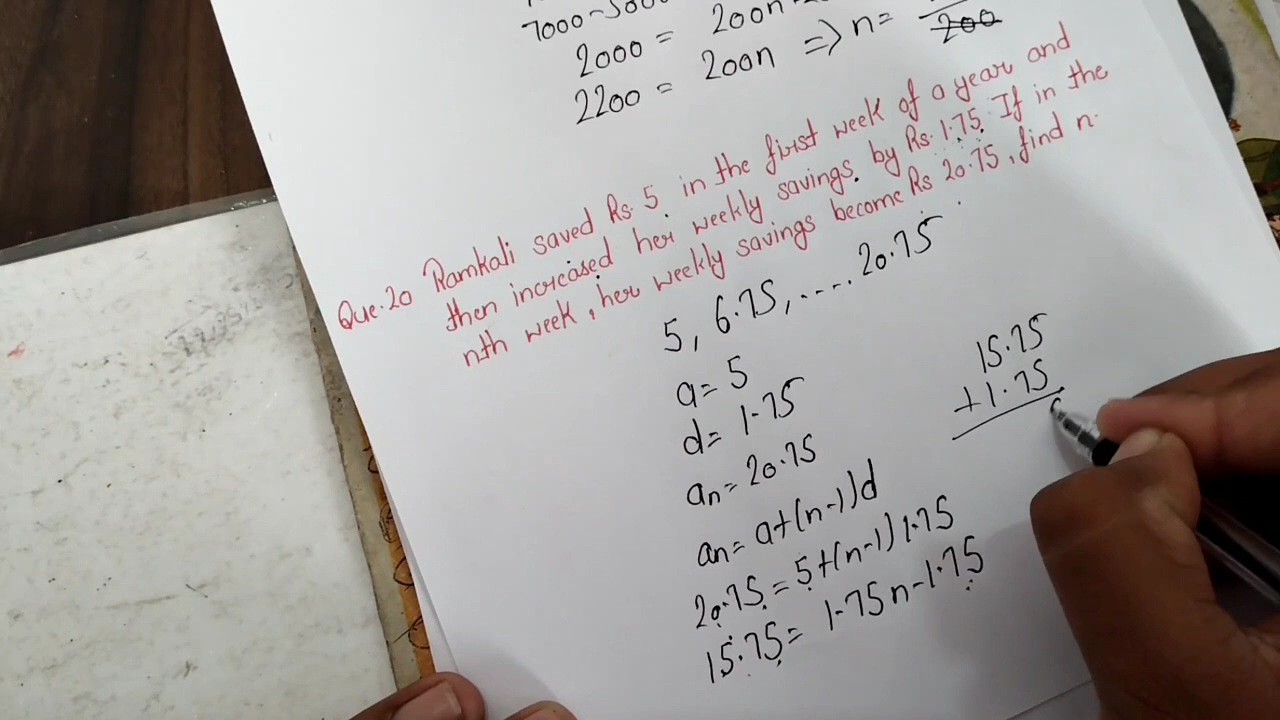 2000 = 200n
2200 = 200n => n =
200
Que.20 Ramkali saved Rs. 5 in the first week of a year and
then increased her weekly savings. by Rs. 1.75. If in the
nth week, her weekly savings become Rs 20.75, find n.
5, 6.75, ..... 20.75
a = 5
d = 1.75
an = 20.75
an = a+(n-1)d
20.75 = 5+(n-1)1.75
15.75 = 1.75n-1.75
15.75
+1.75